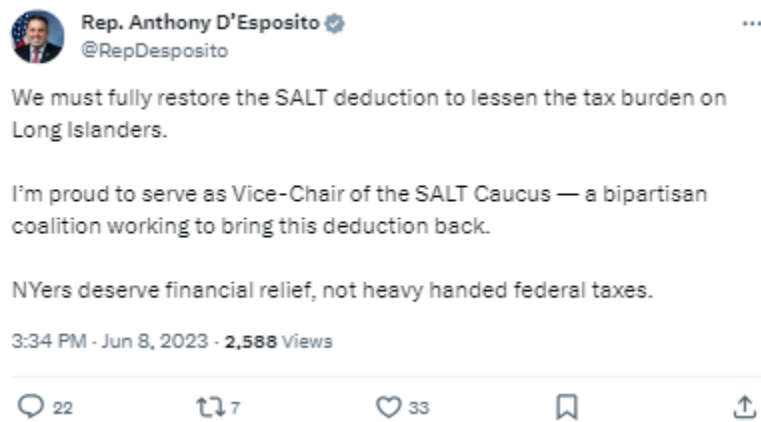 Rep. Anthony D'Esposito
@RepDesposito
We must fully restore the SALT deduction to lessen the tax burden on
Long Islanders.
I'm proud to serve as Vice-Chair of the SALT Caucus — a bipartisan
coalition working to bring this deduction back.
NYers deserve financial relief, not heavy handed federal taxes.
3:34 PM · Jun 8, 2023 · 2,588 Views
22 7 33